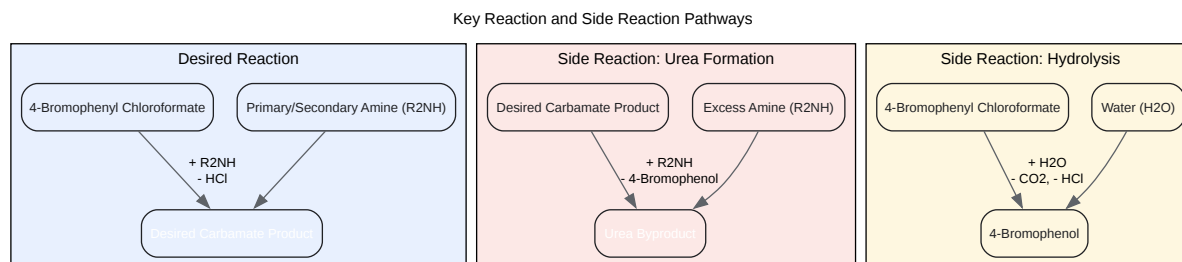 Key Reaction and Side Reaction Pathways
Desired Reaction
4-Bromophenyl Chloroformate
Primary/Secondary Amine (R2NH)
+ R2NH
- HCl
Desired Carbamate Product
Side Reaction: Urea Formation
Desired Carbamate Product
Excess Amine (R2NH)
+ R2NH
- 4-Bromophenol
Urea Byproduct
Side Reaction: Hydrolysis
4-Bromophenyl Chloroformate
Water (H2O)
+ H2O
- CO2, - HCl
4-Bromophenol